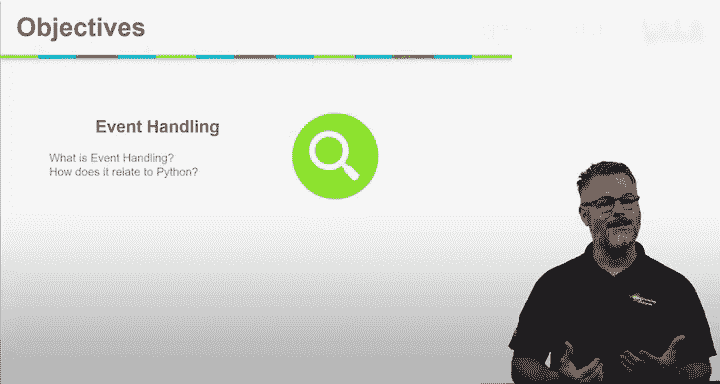 Objectives
Event Handling
What is Event Handling?
How does it relate to Python?